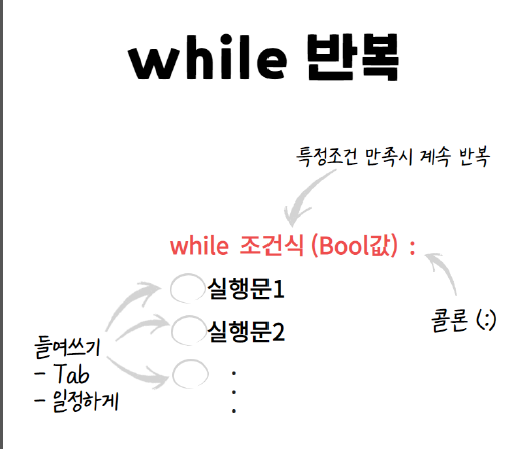 while 반복
특정조건 만족시 계속 반복
while 조건식 (Bool값) :
실행문1
실행문2
콜론 (:)
들여쓰기
- Tab
- 일정하게